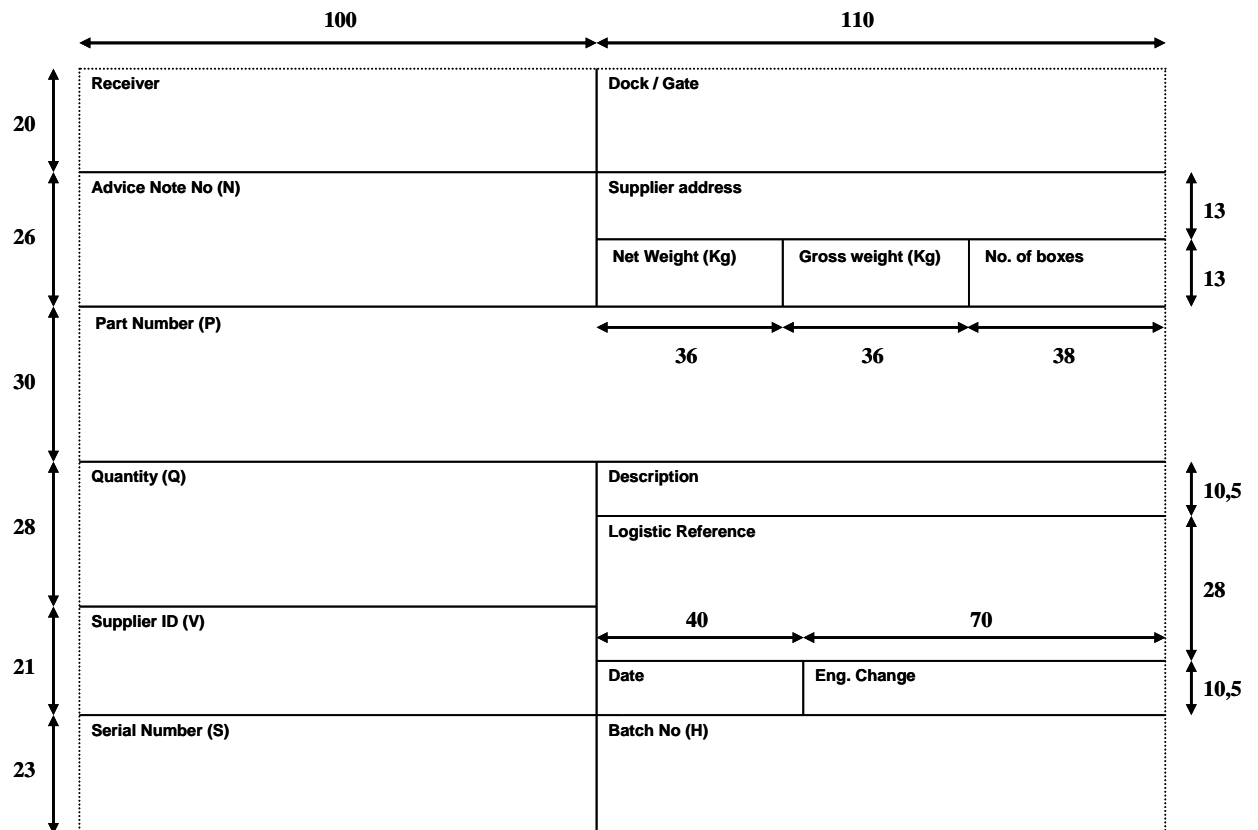 100 110
Receiver Dock / Gate
20
Advice Note No (N) Supplier address
13
26
Net Weight (Kg) Gross weight (Kg) No. of boxes
13
Part Number (P)
36 36 38
30
Quantity (Q) Description
10,5
28
Logistic Reference
28
Supplier ID (V) 40 70
21
Date Eng. Change
10,5
Serial Number (S) Batch No (H)
23